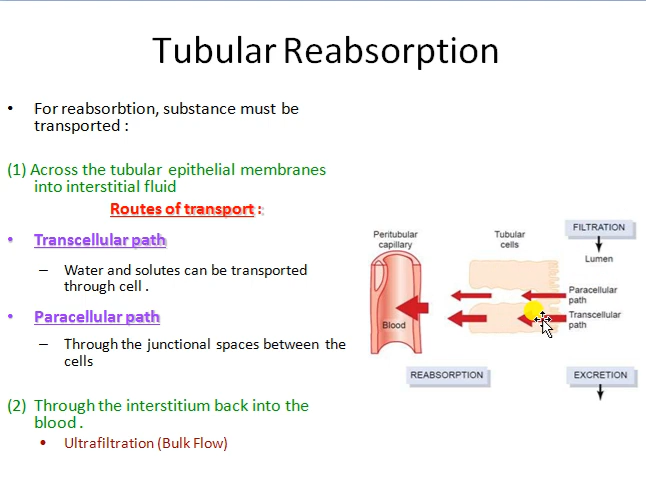 Tubular Reabsorption
• For reabsorbtion, substance must be
transported :
(1) Across the tubular epithelial membranes
into interstitial fluid
Routes of transport :
• Transcellular path
– Water and solutes can be transported
through cell .
• Paracellular path
– Through the junctional spaces between the
cells
(2) Through the interstitium back into the
blood .
• Ultrafiltration (Bulk Flow)
Peritubular
capillary
Tubular
cells
FILTRATION
Lumen
Paracellular
path
Transcellular
path
Blood
REABSORPTION
EXCRETION